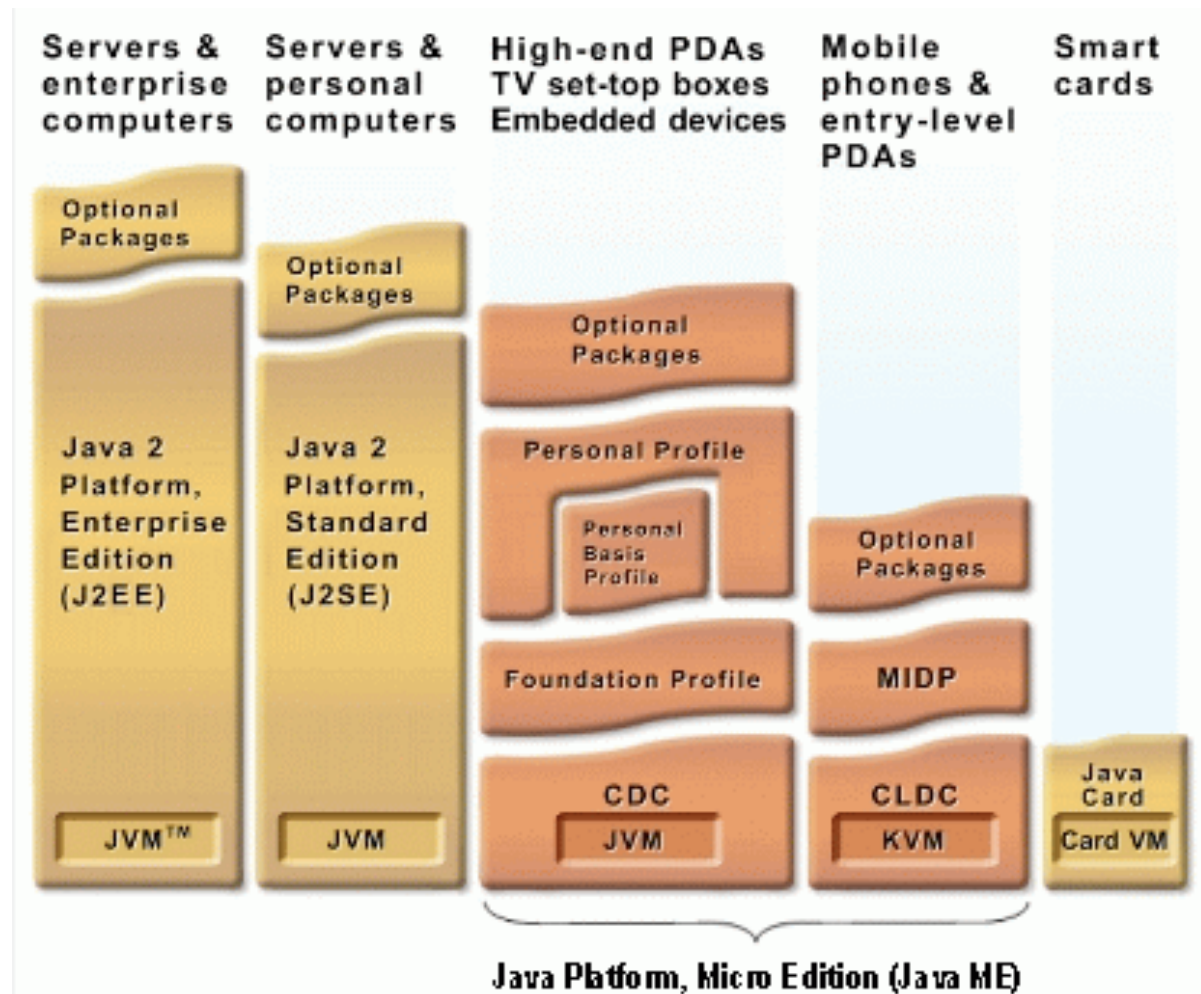 Servers &
enterprise
computers
Servers &
personal
computers
High-end PDAs
TV set-top boxes
Embedded devices
Mobile
phones &
entry-level
PDAs
Smart
cards
Optional
Packages
Java 2
Platform,
Enterprise
Edition
(J2EE)
JVM™
Optional
Packages
Java 2
Platform,
Standard
Edition
(J2SE)
JVM
Optional
Packages
Personal Profile
Personal
Basis
Profile
Foundation Profile
CDC
JVM
Optional
Packages
MIDP
CLDC
KVM
Java
Card
Card VM
Java Platform, Micro Edition (Java ME)